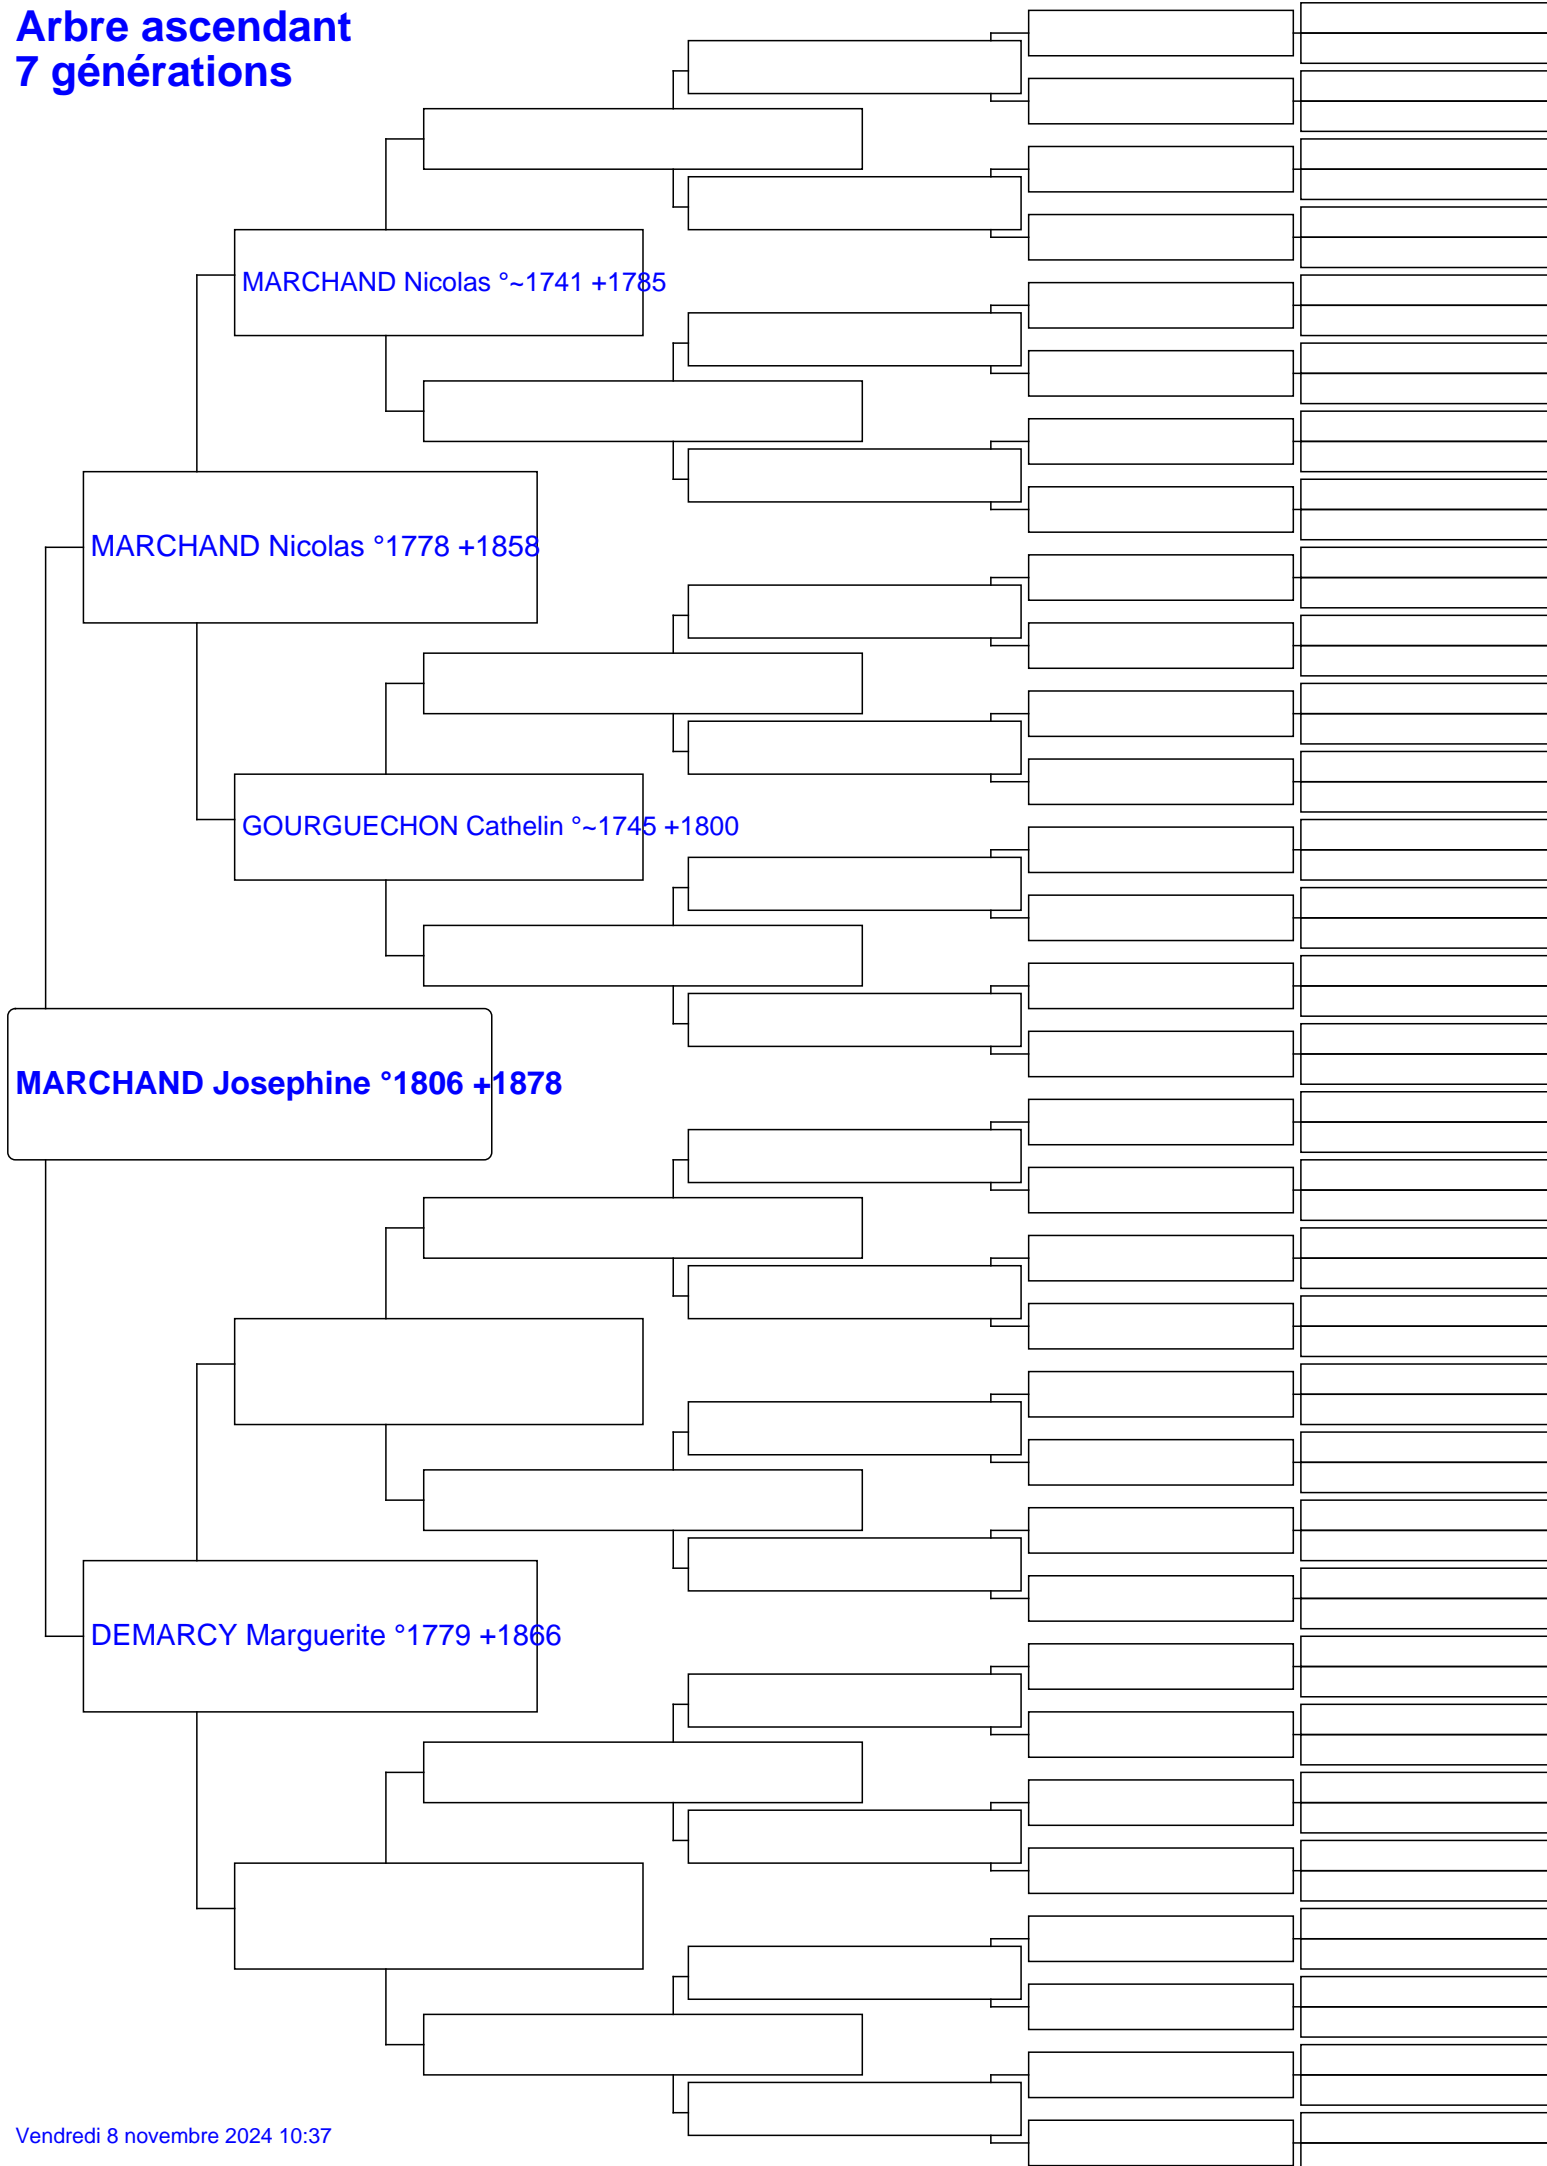 Arbre ascendant
7 générations
MARCHAND Nicolas °~1741 +1785
MARCHAND Nicolas °1778 +1858
GOURGUECHON Cathelin °~1745 +1800
MARCHAND Josephine °1806 +1878
DEMARCY Marguerite °1779 +1866
Vendredi 8 novembre 2024 10:37